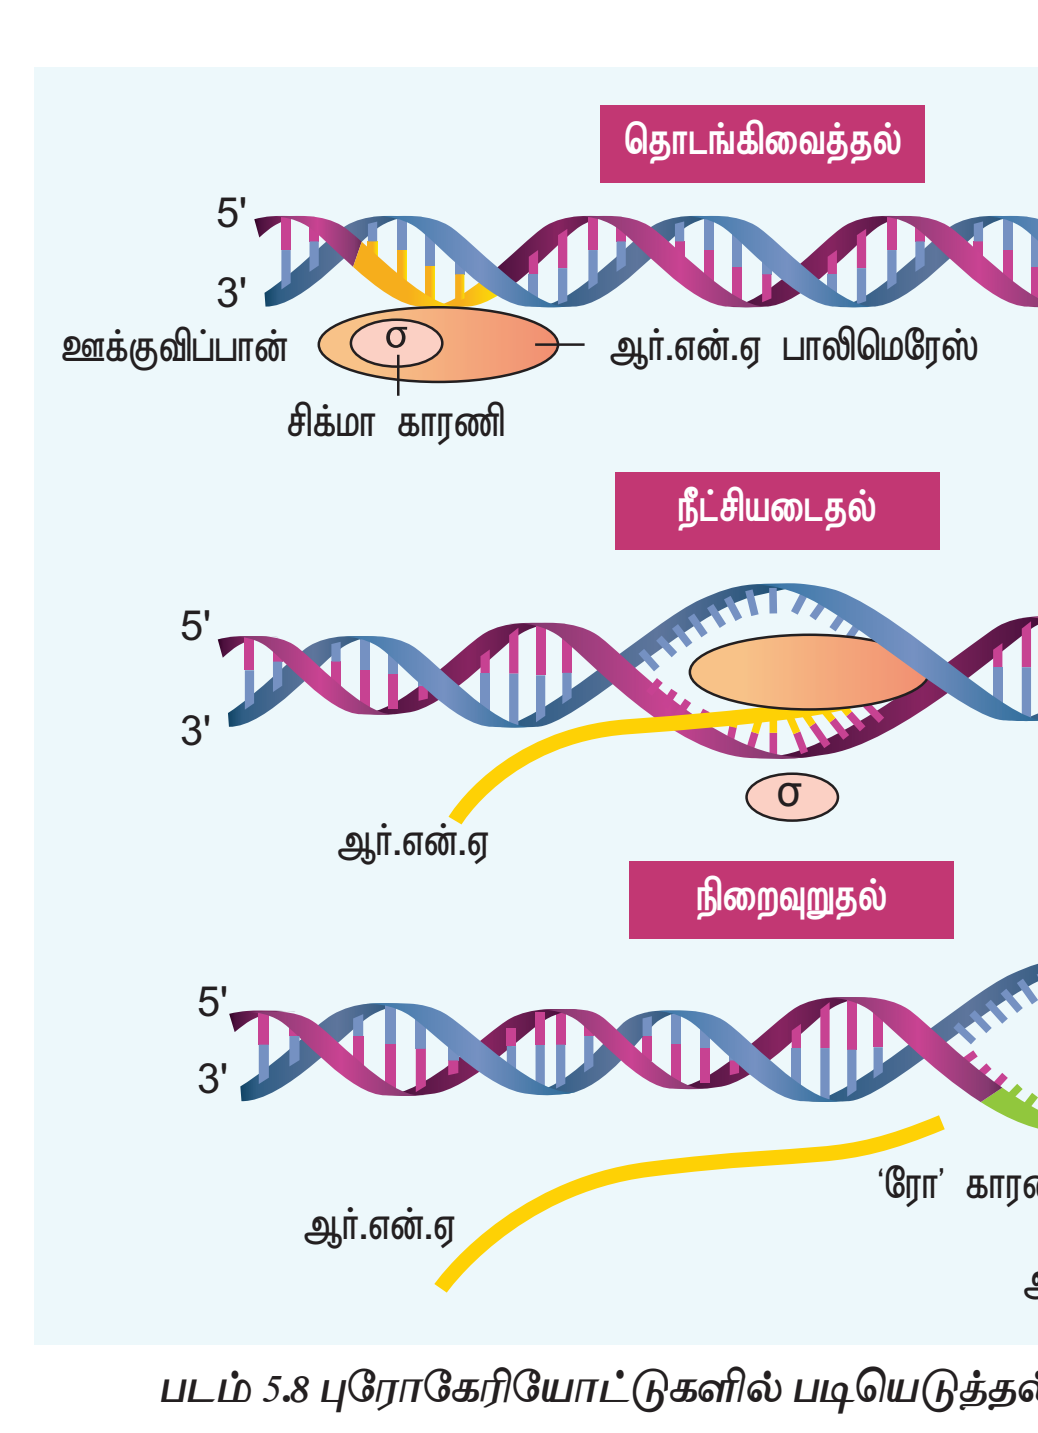 தொடங்கிவைத்தல்
5'
3'
ஊக்குவிப்பான்
σ
ஆர்.என்.ஏ பாலிமெரேஸ்
சிக்மா காரணி
நீட்சியடைதல்
5'
3'
σ
ஆர்.என்.ஏ
நிறைவுறுதல்
5'
3'
‘ரோ’
ஆர்.என்.ஏ
படம் 5.8 புரோகேரியோட்டுகளில் படியெடுத்தல்